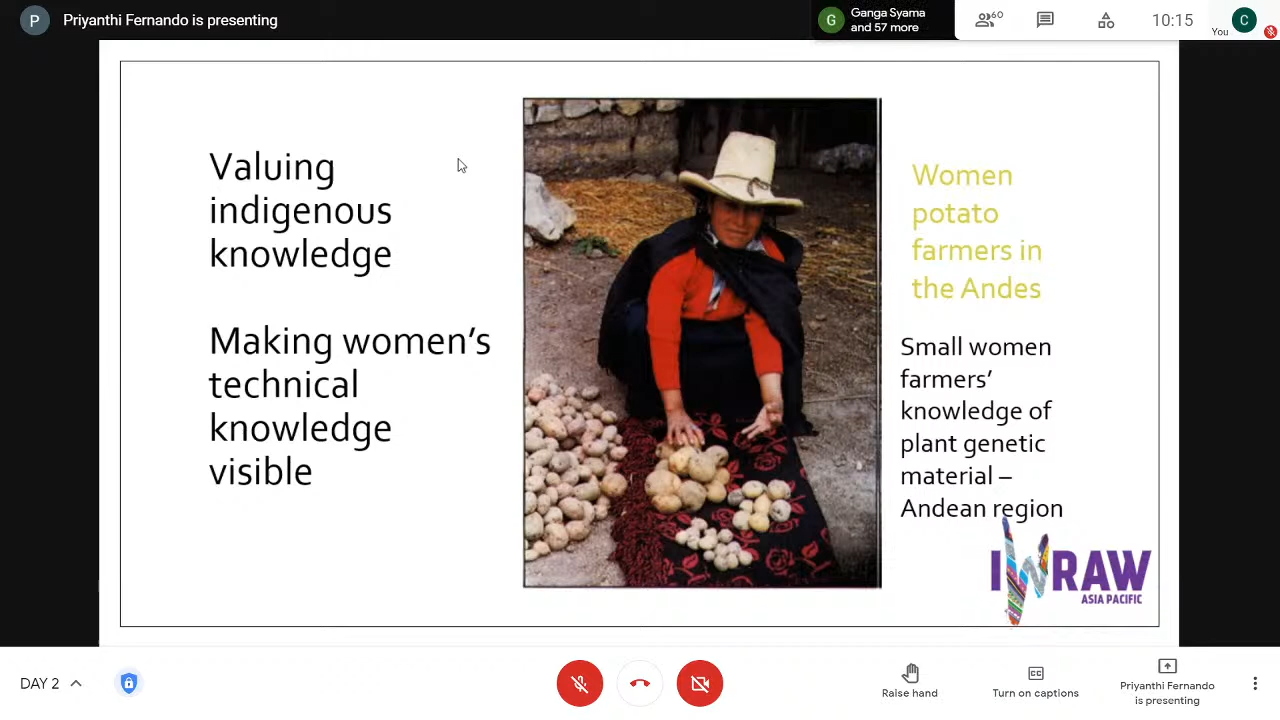 P
Priyanthi Fernando is presenting
G
Ganga Syama
and 57 more
60
10:15
You
C
Valuing
indigenous
knowledge
Making women's
technical
knowledge
visible
Women
potato
farmers in
the Andes
Small women
farmers'
knowledge of
plant genetic
material –
Andean region
IWRAW
ASIA PACIFIC
DAY 2
Raise hand
CC
Turn on captions
Priyanthi Fernando
is presenting